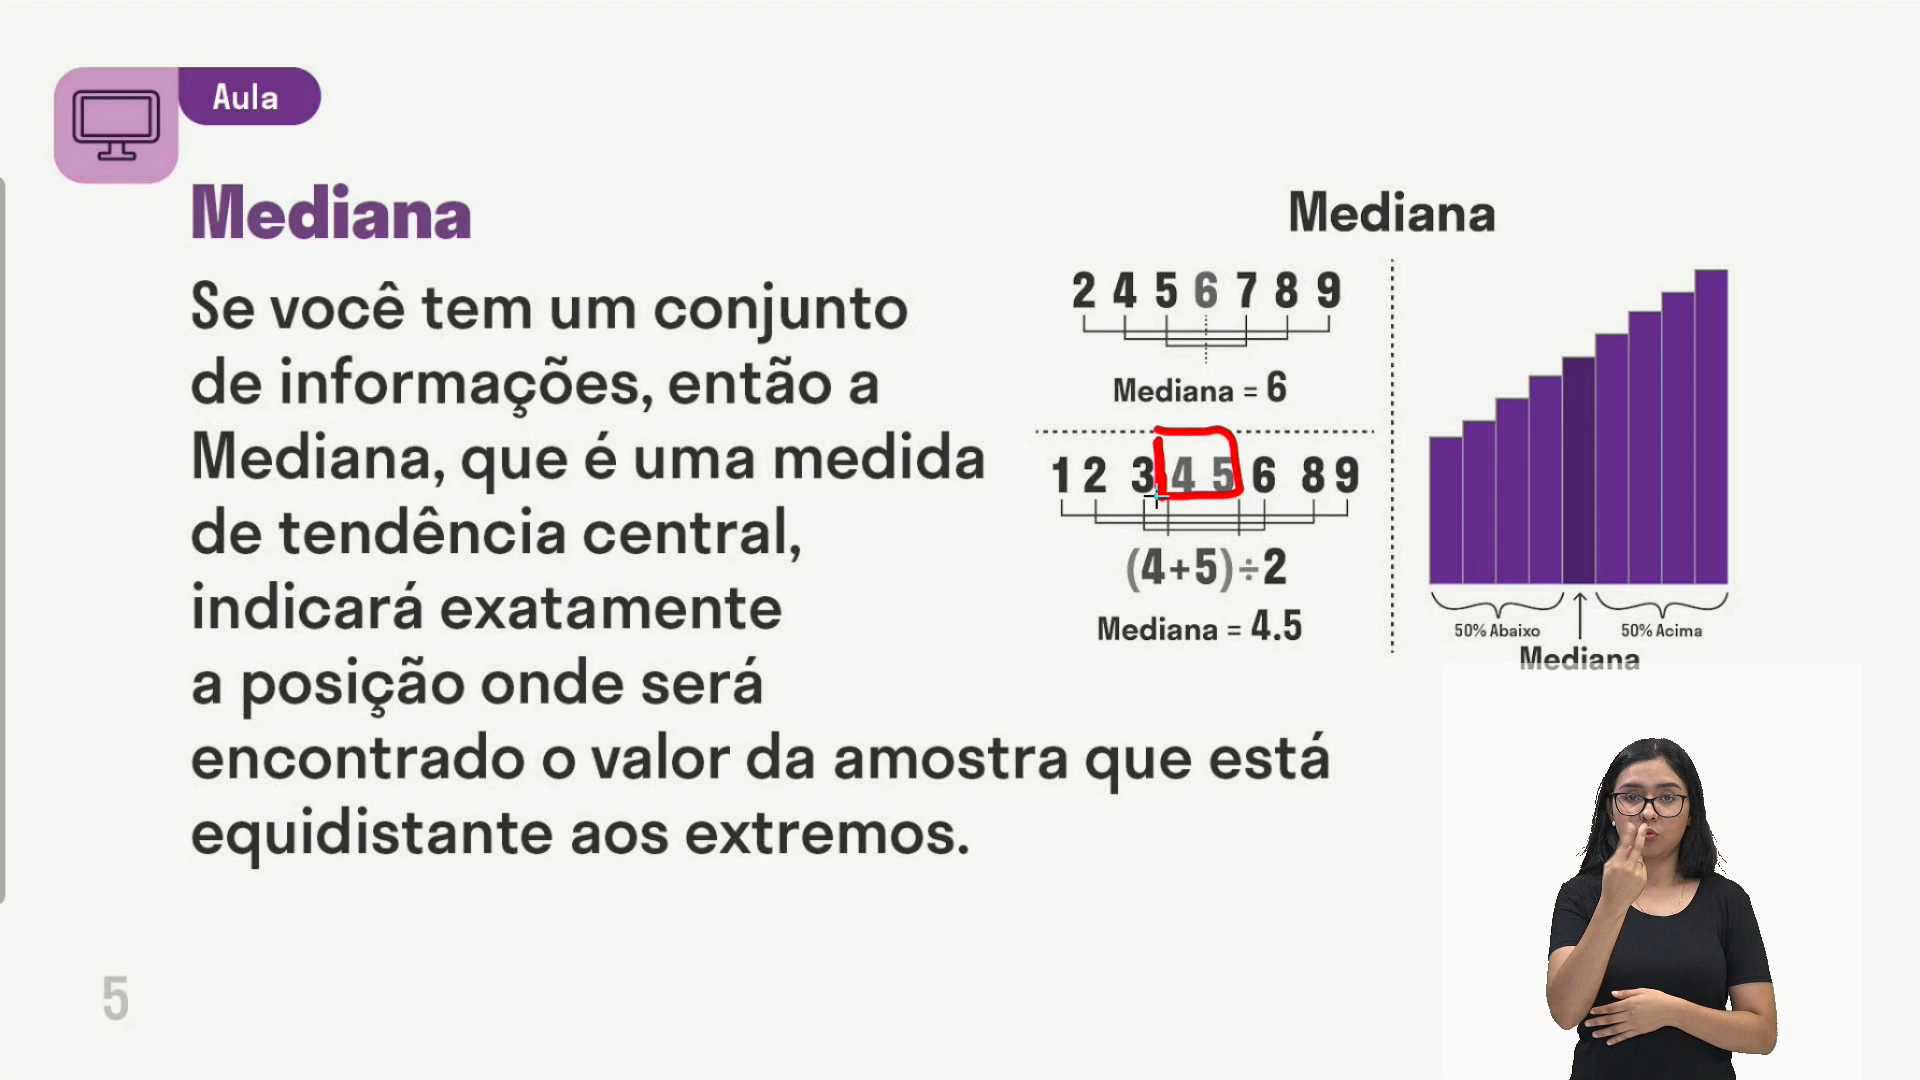 Aula
Mediana
Se você tem um conjunto
de informações, então a
Mediana, que é uma medida
de tendência central,
indicará exatamente
a posição onde será
encontrado o valor da amostra que está
equidistante aos extremos.
Mediana
2 4 5 6 7 8 9
Mediana = 6
1 2 3 4 5 6 8 9
(4+5)÷2
Mediana = 4.5
50% Abaixo
50% Acima
Mediana
5